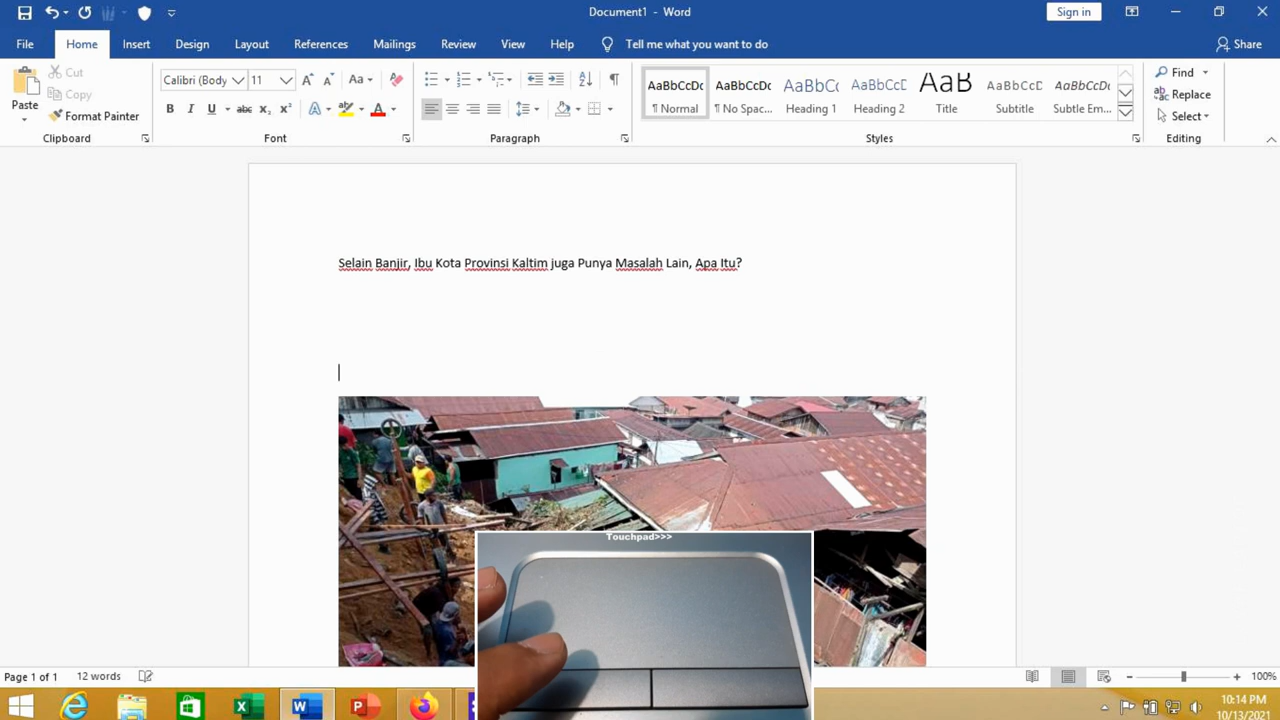 Document1 - Word
Sign in
File Home Insert Design Layout References Mailings Review View Help Tell me what you want to do Share
Paste
Cut
Copy
Format Painter
Clipboard
Calibri (Body 11
Font
Paragraph
AaBbCcDc AaBbCcDc AaBbCc AaBbCcD AaB AaBbCcD AaBbCcDc
¶ Normal ¶ No Spac... Heading 1 Heading 2 Title Subtitle Subtle Em...
Styles
Find
Replace
Select
Editing
Selain Banjir, Ibu Kota Provinsi Kaltim juga Punya Masalah Lain, Apa Itu?
Touchpad>>>
Page 1 of 1 12 words 100%
10:14 PM
10/13/2021